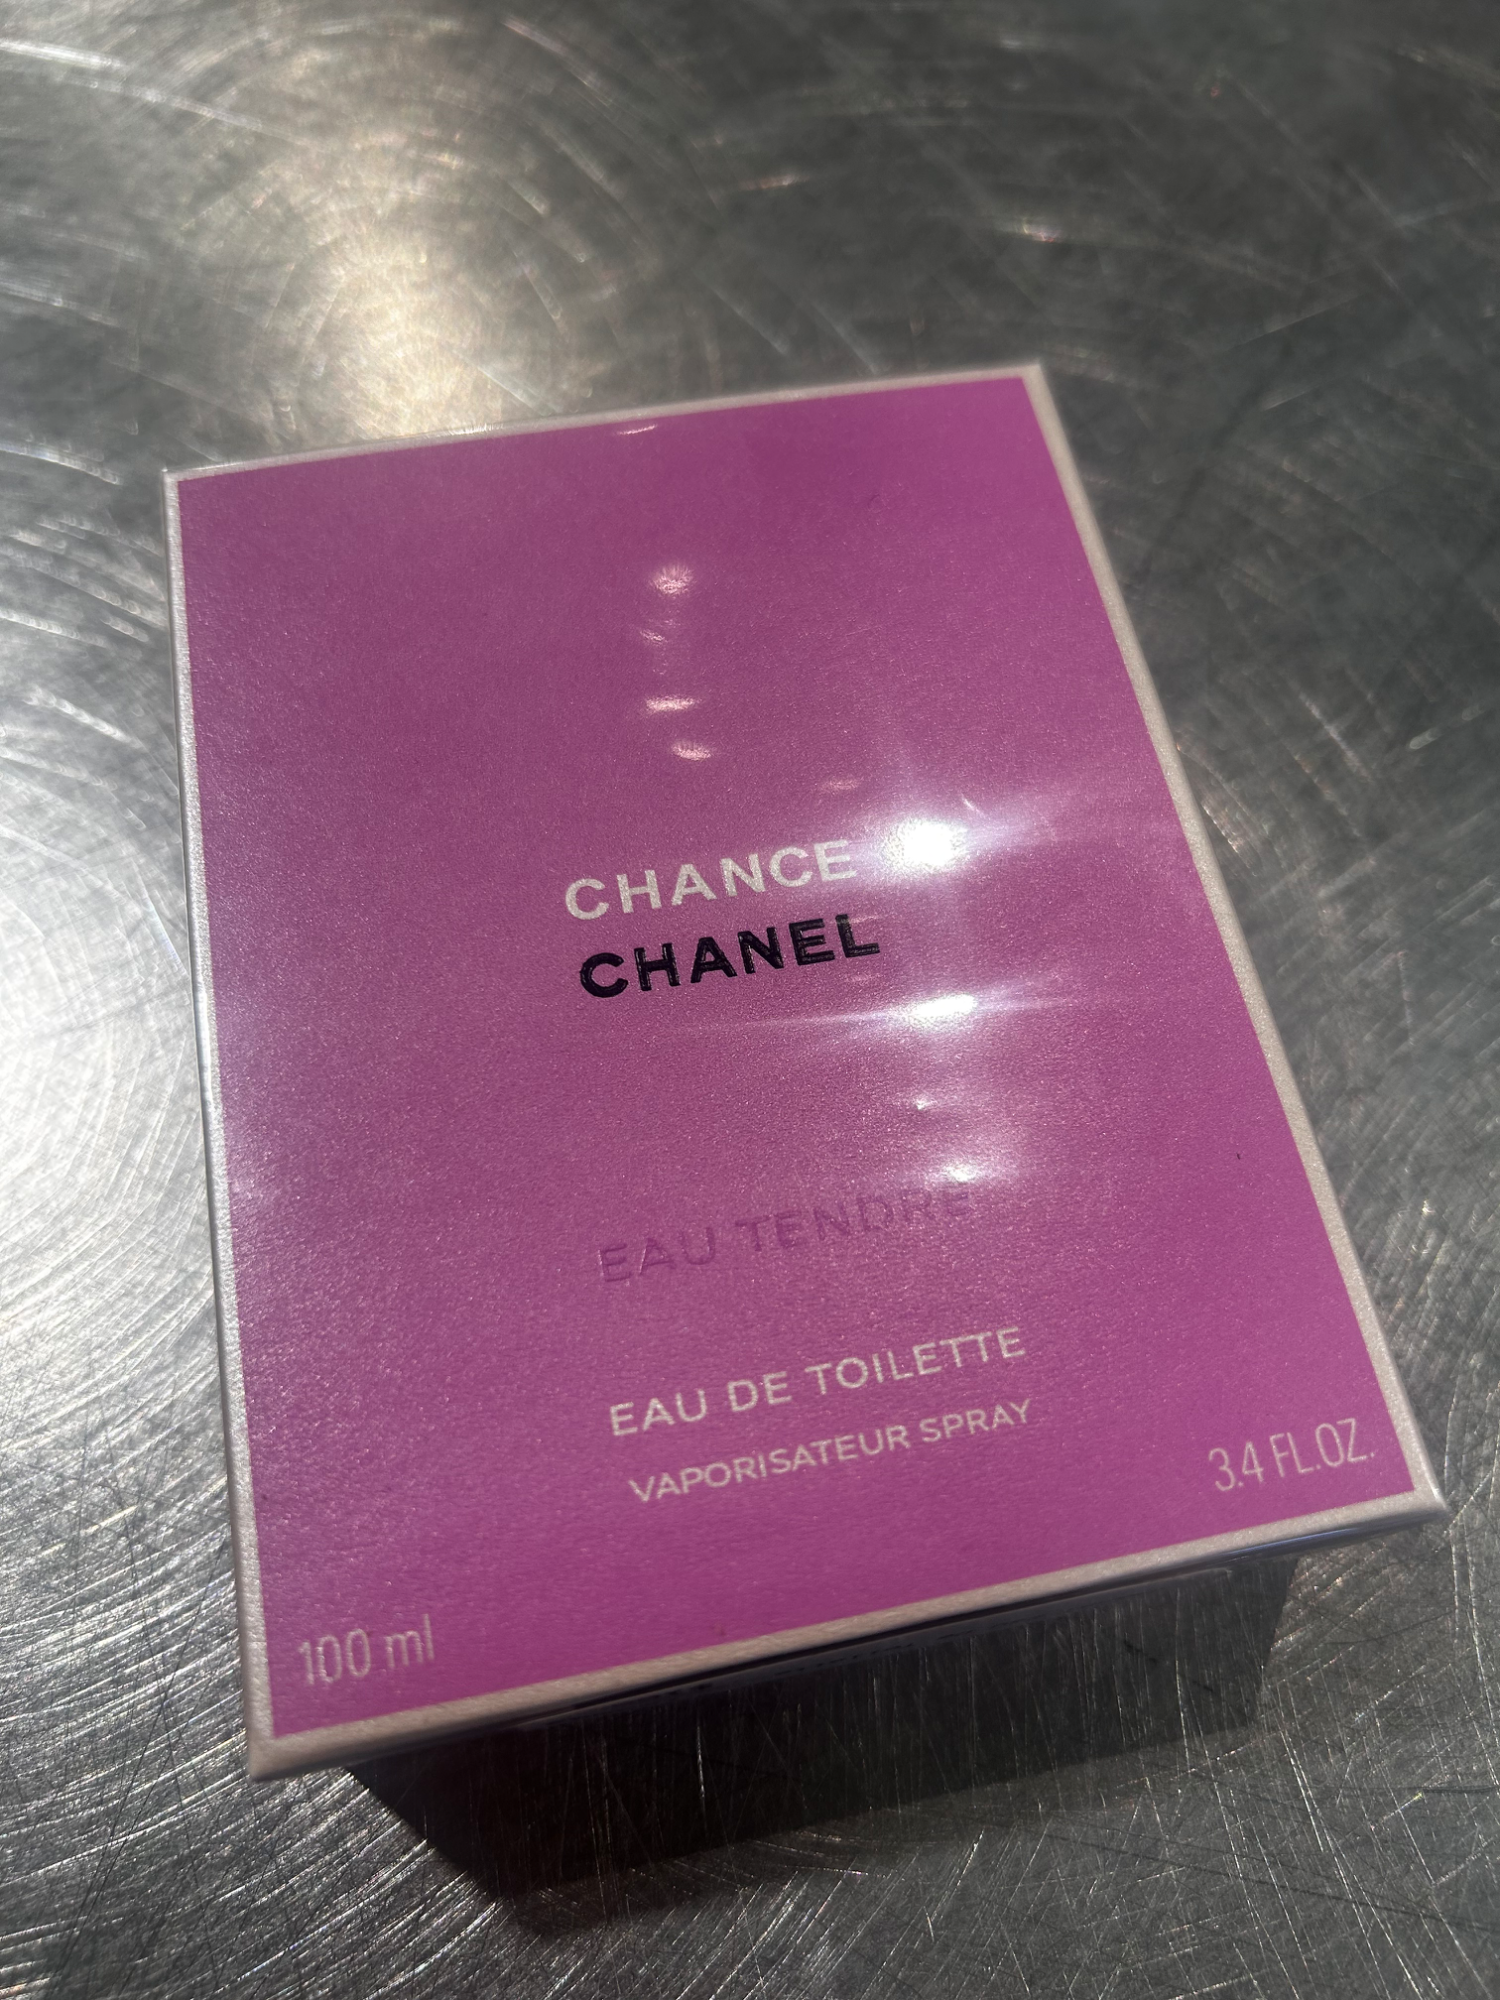 CHANCE
CHANEL
EAU TENDRE
EAU DE TOILETTE
VAPORISATEUR SPRAY
100 ml
3.4 FL.OZ.